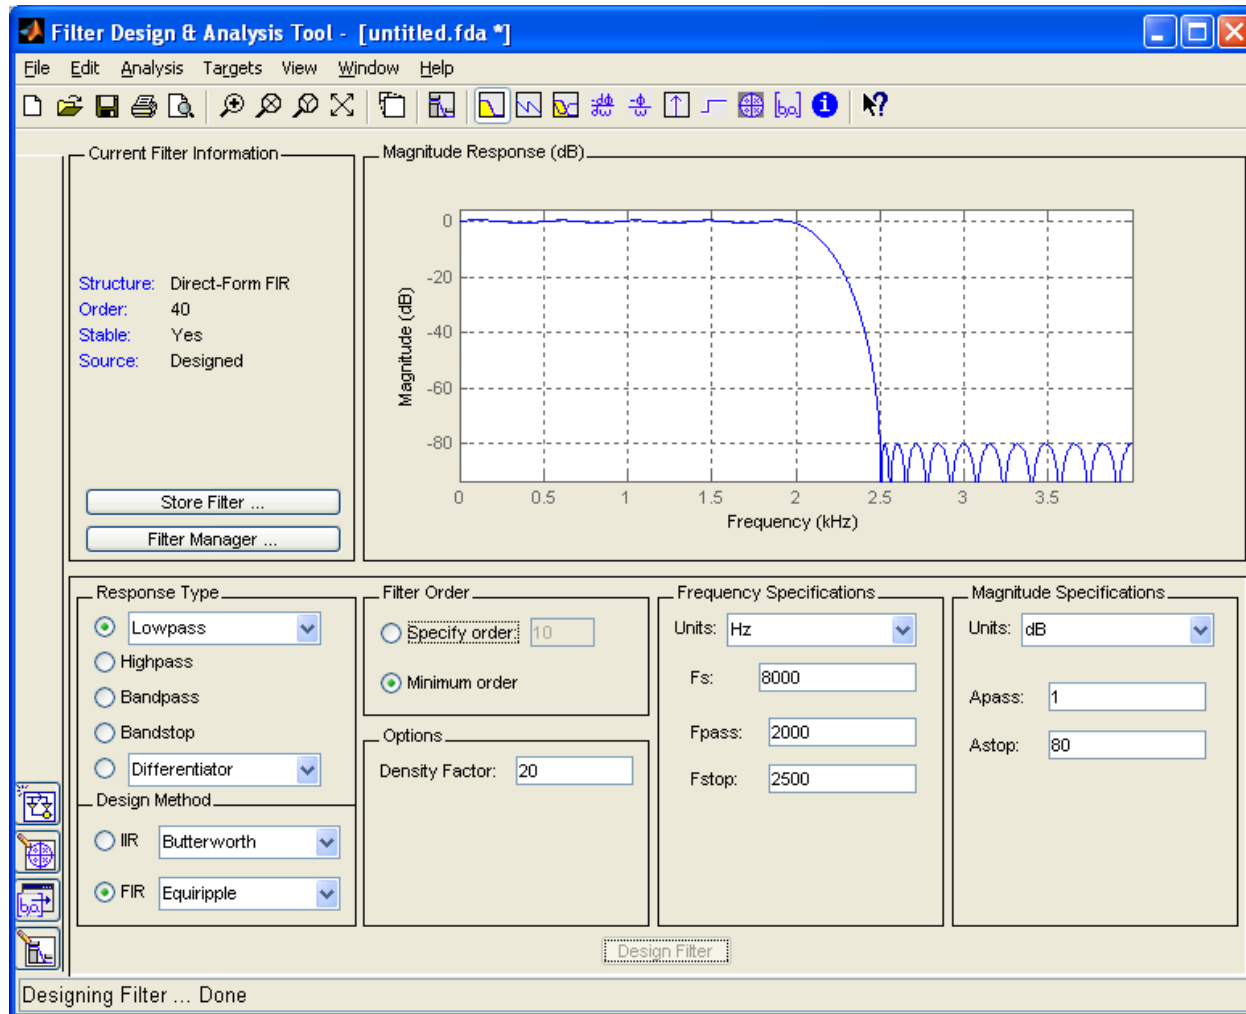 Filter Design & Analysis Tool - [untitled.fda *]
File Edit Analysis Targets View Window Help
Current Filter Information
Structure: Direct-Form FIR
Order: 40
Stable: Yes
Source: Designed
Store Filter ...
Filter Manager ...
Magnitude Response (dB)
Magnitude (dB)
0
-20
-40
-60
-80
0 0.5 1 1.5 2 2.5 3 3.5
Frequency (kHz)
Response Type
Lowpass
Highpass
Bandpass
Bandstop
Differentiator
Design Method
IIR Butterworth
FIR Equiripple
Filter Order
Specify order: 10
Minimum order
Options
Density Factor: 20
Frequency Specifications
Units: Hz
Fs: 8000
Fpass: 2000
Fstop: 2500
Magnitude Specifications
Units: dB
Apass: 1
Astop: 80
Design Filter
Designing Filter ... Done